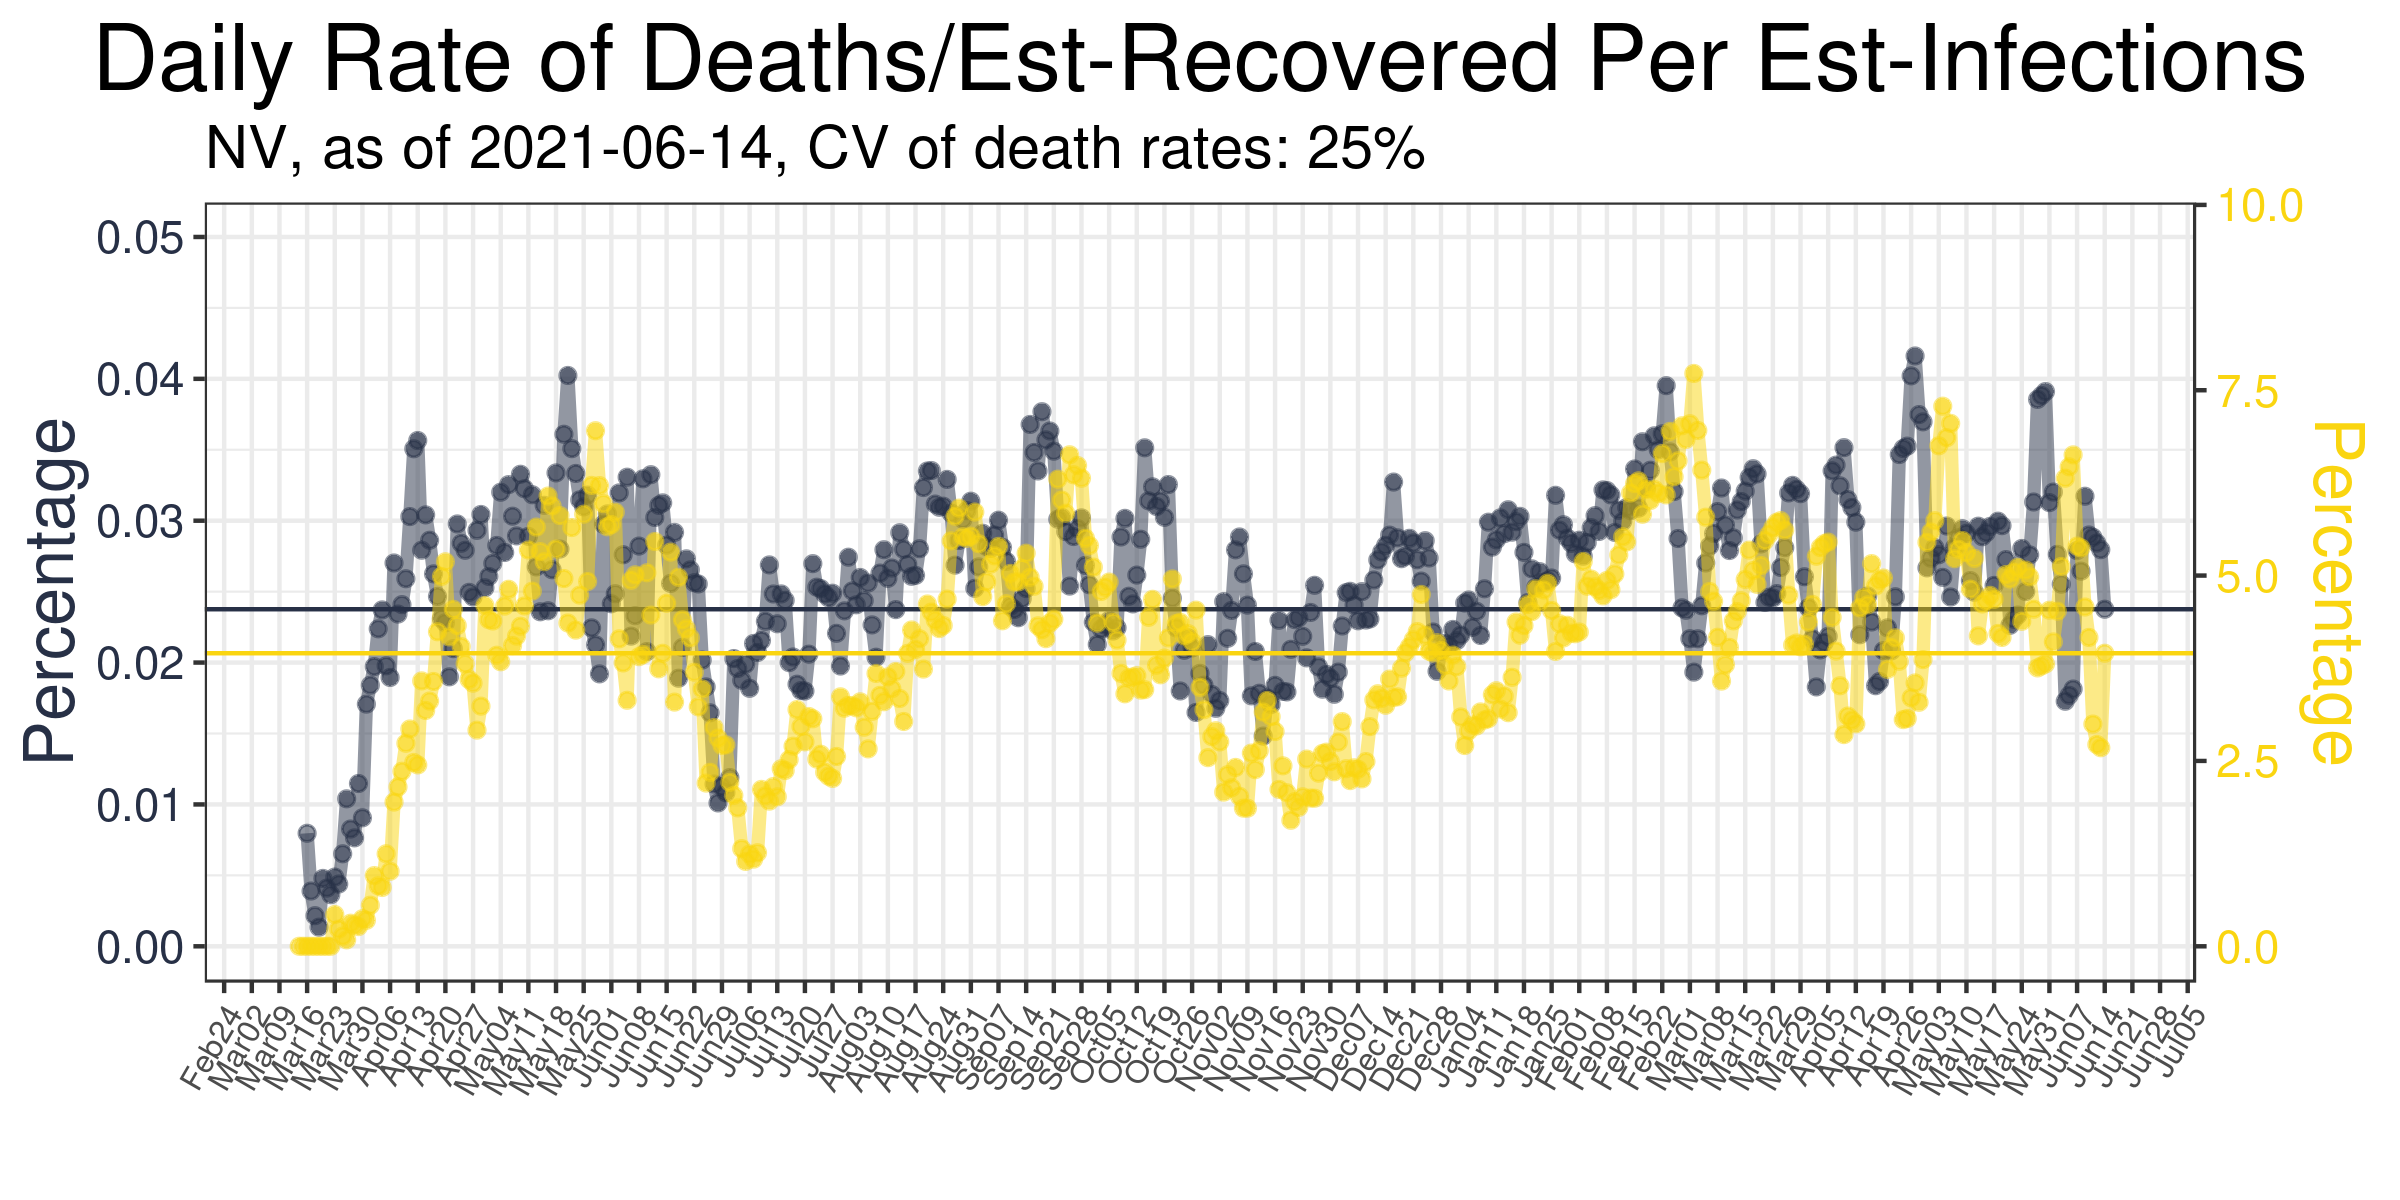 Daily Rate of Deaths/Est-Recovered Per Est-Infections
NV, as of 2021-06-14, CV of death rates: 25%
Percentage
0.05
0.04
0.03
0.02
0.01
0.00
10.0
7.5
5.0
2.5
0.0
Percentage
Feb24
Mar02
Mar09
Mar16
Mar23
Mar30
Apr06
Apr13
Apr20
Apr27
May04
May11
May18
May25
Jun01
Jun08
Jun15
Jun22
Jun29
Jul06
Jul13
Jul20
Jul27
Aug03
Aug10
Aug17
Aug24
Aug31
Sep07
Sep14
Sep21
Sep28
Oct05
Oct12
Oct19
Oct26
Nov02
Nov09
Nov16
Nov23
Nov30
Dec07
Dec14
Dec21
Dec28
Jan04
Jan11
Jan18
Jan25
Feb01
Feb08
Feb15
Feb22
Mar01
Mar08
Mar15
Mar22
Mar29
Apr05
Apr12
Apr19
Apr26
May03
May10
May17
May24
May31
Jun07
Jun14
Jun21
Jun28
Jul05